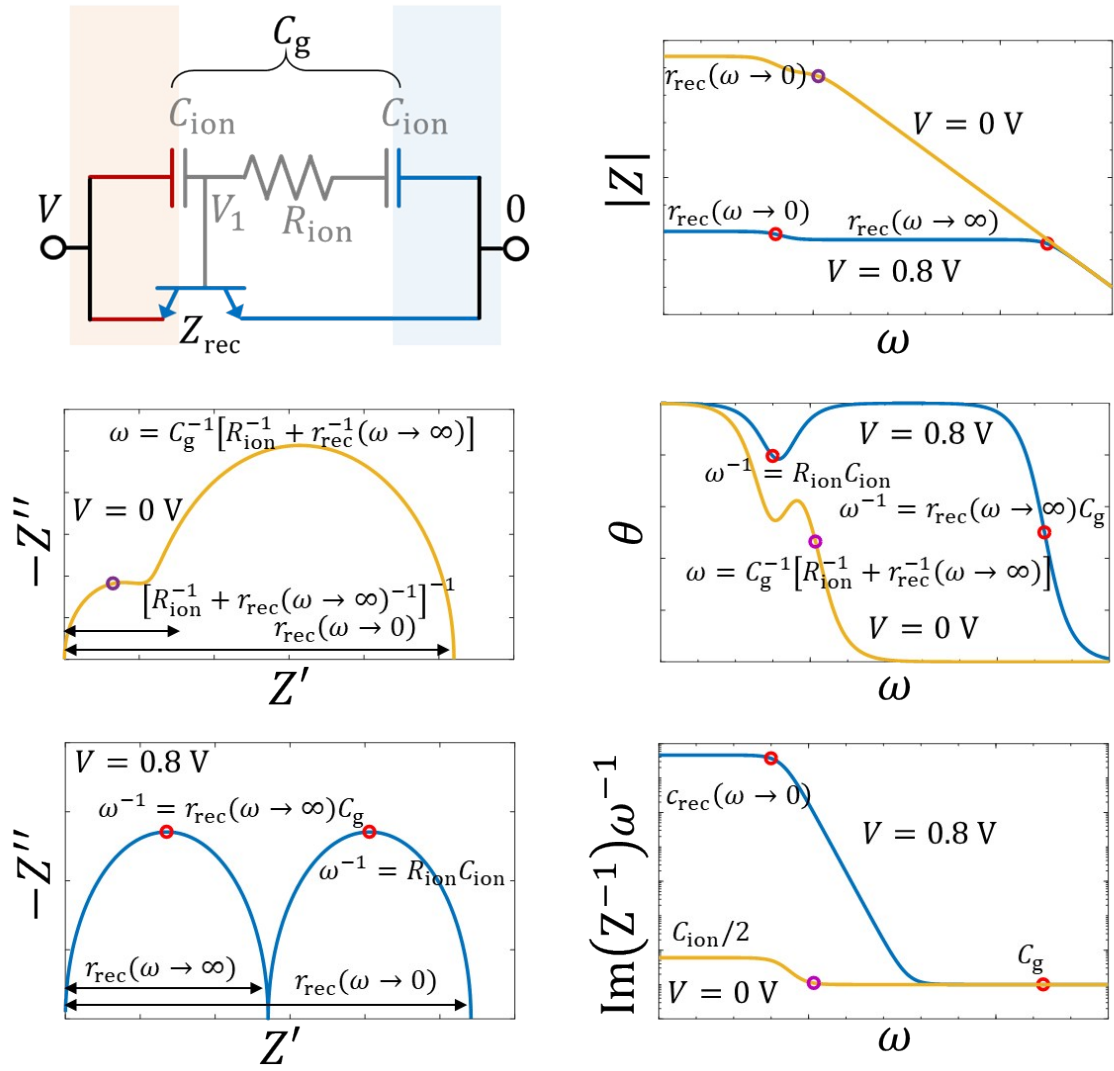 C_g
C_ion C_ion
V V_1 R_ion 0
Z_rec
|Z|
r_rec(ω → 0)
V = 0 V
r_rec(ω → 0) r_rec(ω → ∞)
V = 0.8 V
ω
−Z′′
ω = C_g^−1[R_ion^−1 + r_rec^−1(ω → ∞)]
V = 0 V
[R_ion^−1 + r_rec(ω → ∞)^−1]^−1
r_rec(ω → 0)
Z′
θ
V = 0.8 V
ω^−1 = R_ion C_ion
ω^−1 = r_rec(ω → ∞)C_g
ω = C_g^−1[R_ion^−1 + r_rec^−1(ω → ∞)]
V = 0 V
ω
−Z′′
V = 0.8 V
ω^−1 = r_rec(ω → ∞)C_g
ω^−1 = R_ion C_ion
r_rec(ω → ∞)
r_rec(ω → 0)
Z′
Im(Z^−1)ω^−1
c_rec(ω → 0)
V = 0.8 V
C_ion/2
C_g
V = 0 V
ω